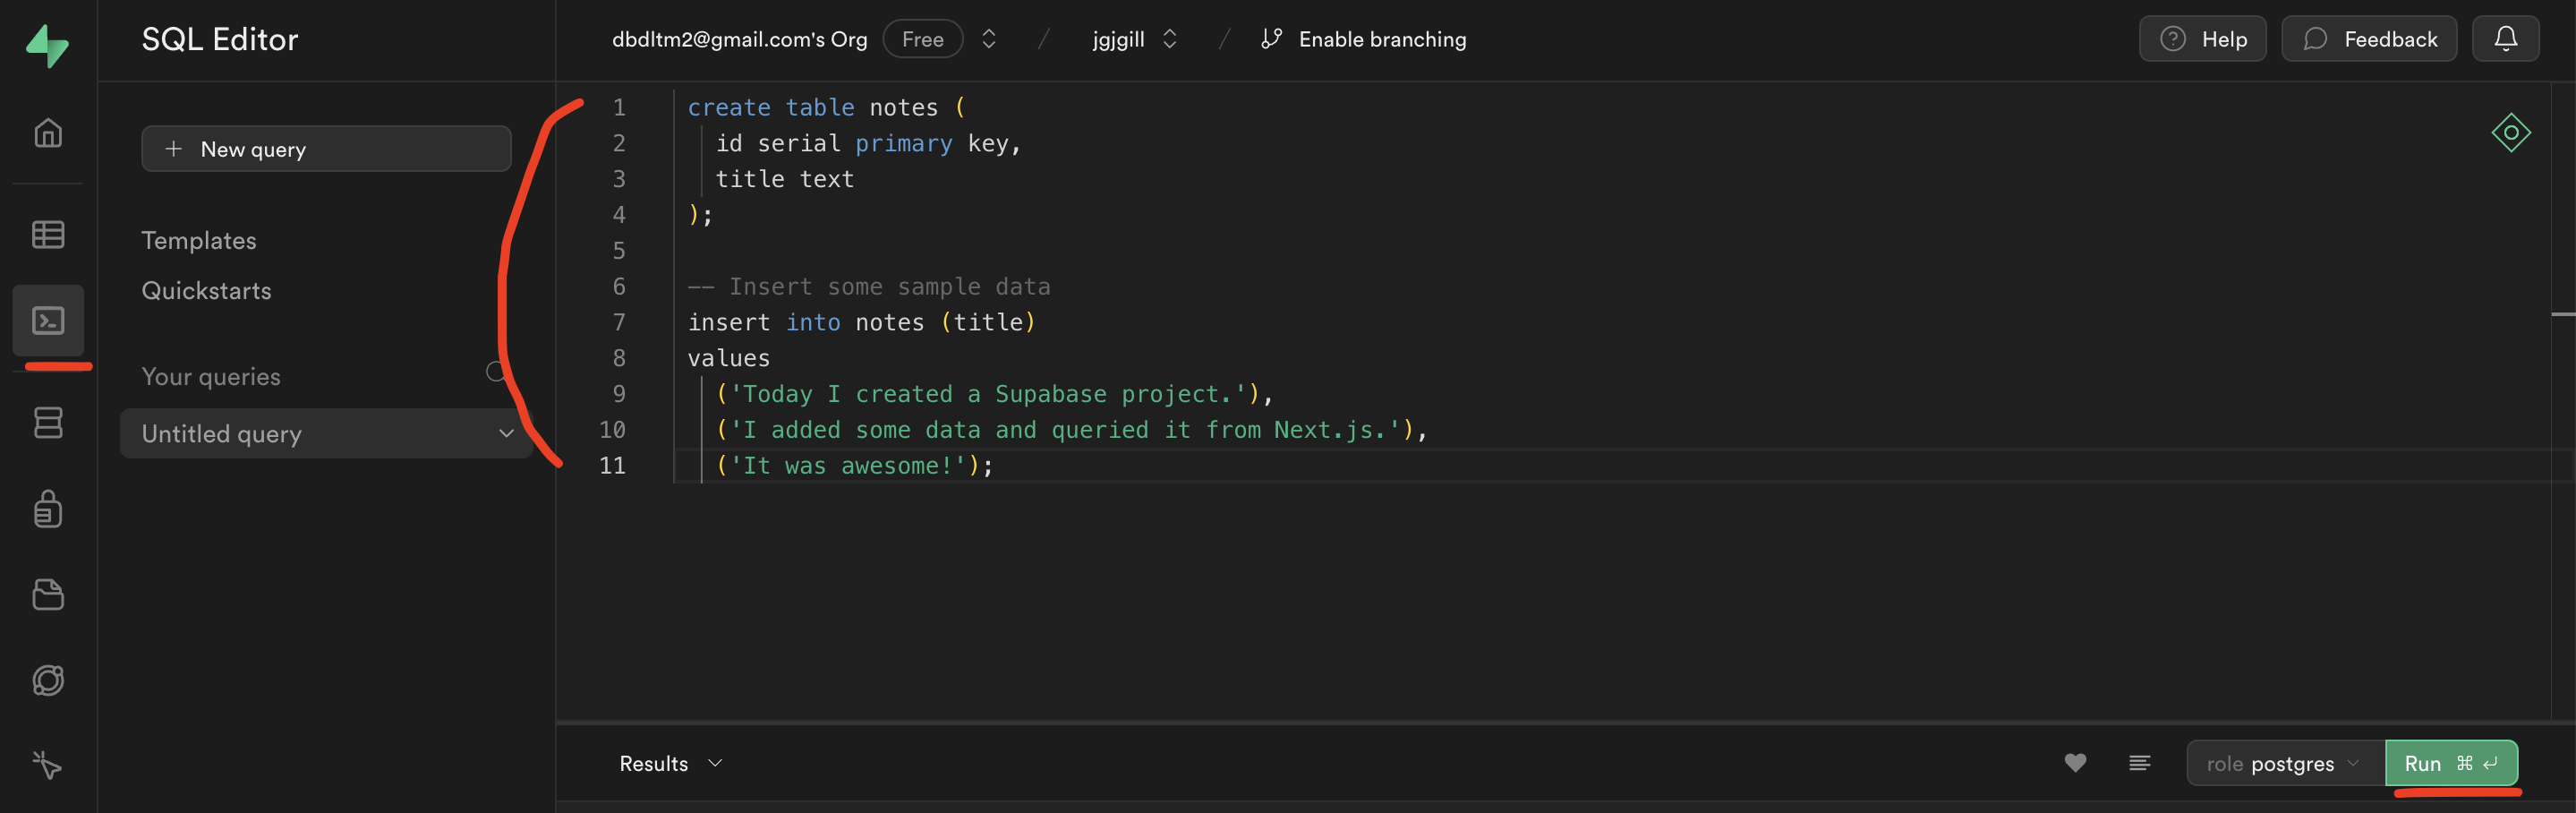 SQL Editor
dbdltm2@gmail.com's Org Free / jgjgill / Enable branching
Help Feedback
+ New query
Templates
Quickstarts
Your queries
Untitled query
1 create table notes (
2 id serial primary key,
3 title text
4 );
5
6 -- Insert some sample data
7 insert into notes (title)
8 values
9 ('Today I created a Supabase project.'),
10 ('I added some data and queried it from Next.js.'),
11 ('It was awesome!');
Results
role postgres Run ⌘ ↵